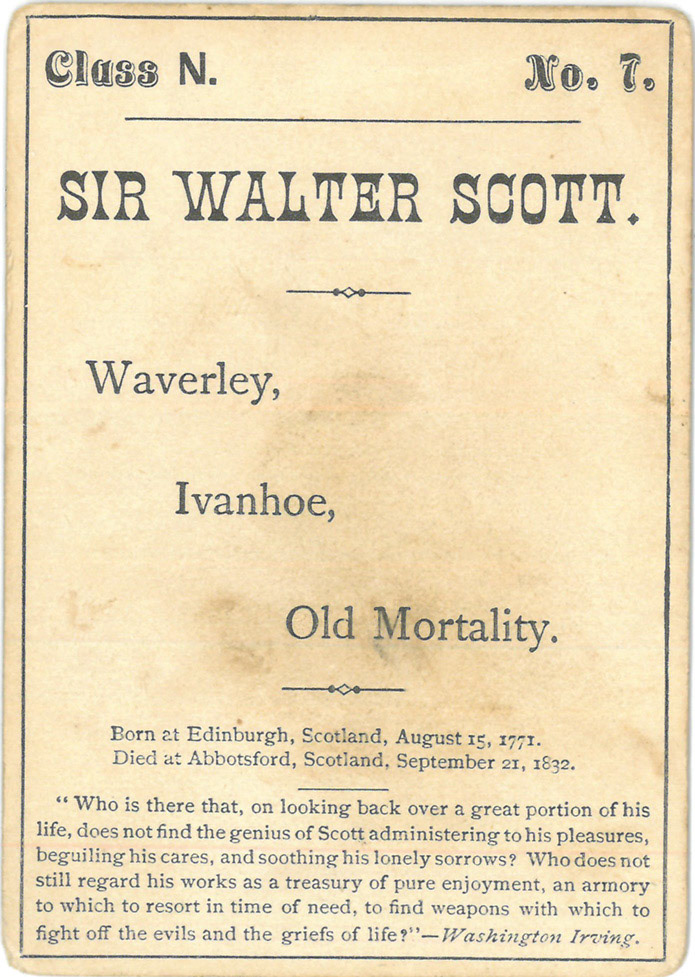 Class N.
No. 7.
SIR WALTER SCOTT.
Waverley,
Ivanhoe,
Old Mortality.
Born at Edinburgh, Scotland, August 15, 1771.
Died at Abbotsford, Scotland, September 21, 1832.
“ Who is there that, on looking back over a great portion of his
life, does not find the genius of Scott administering to his pleasures,
beguiling his cares, and soothing his lonely sorrows? Who does not
still regard his works as a treasury of pure enjoyment, an armory
to which to resort in time of need, to find weapons with which to
fight off the evils and the griefs of life?”—Washington Irving.